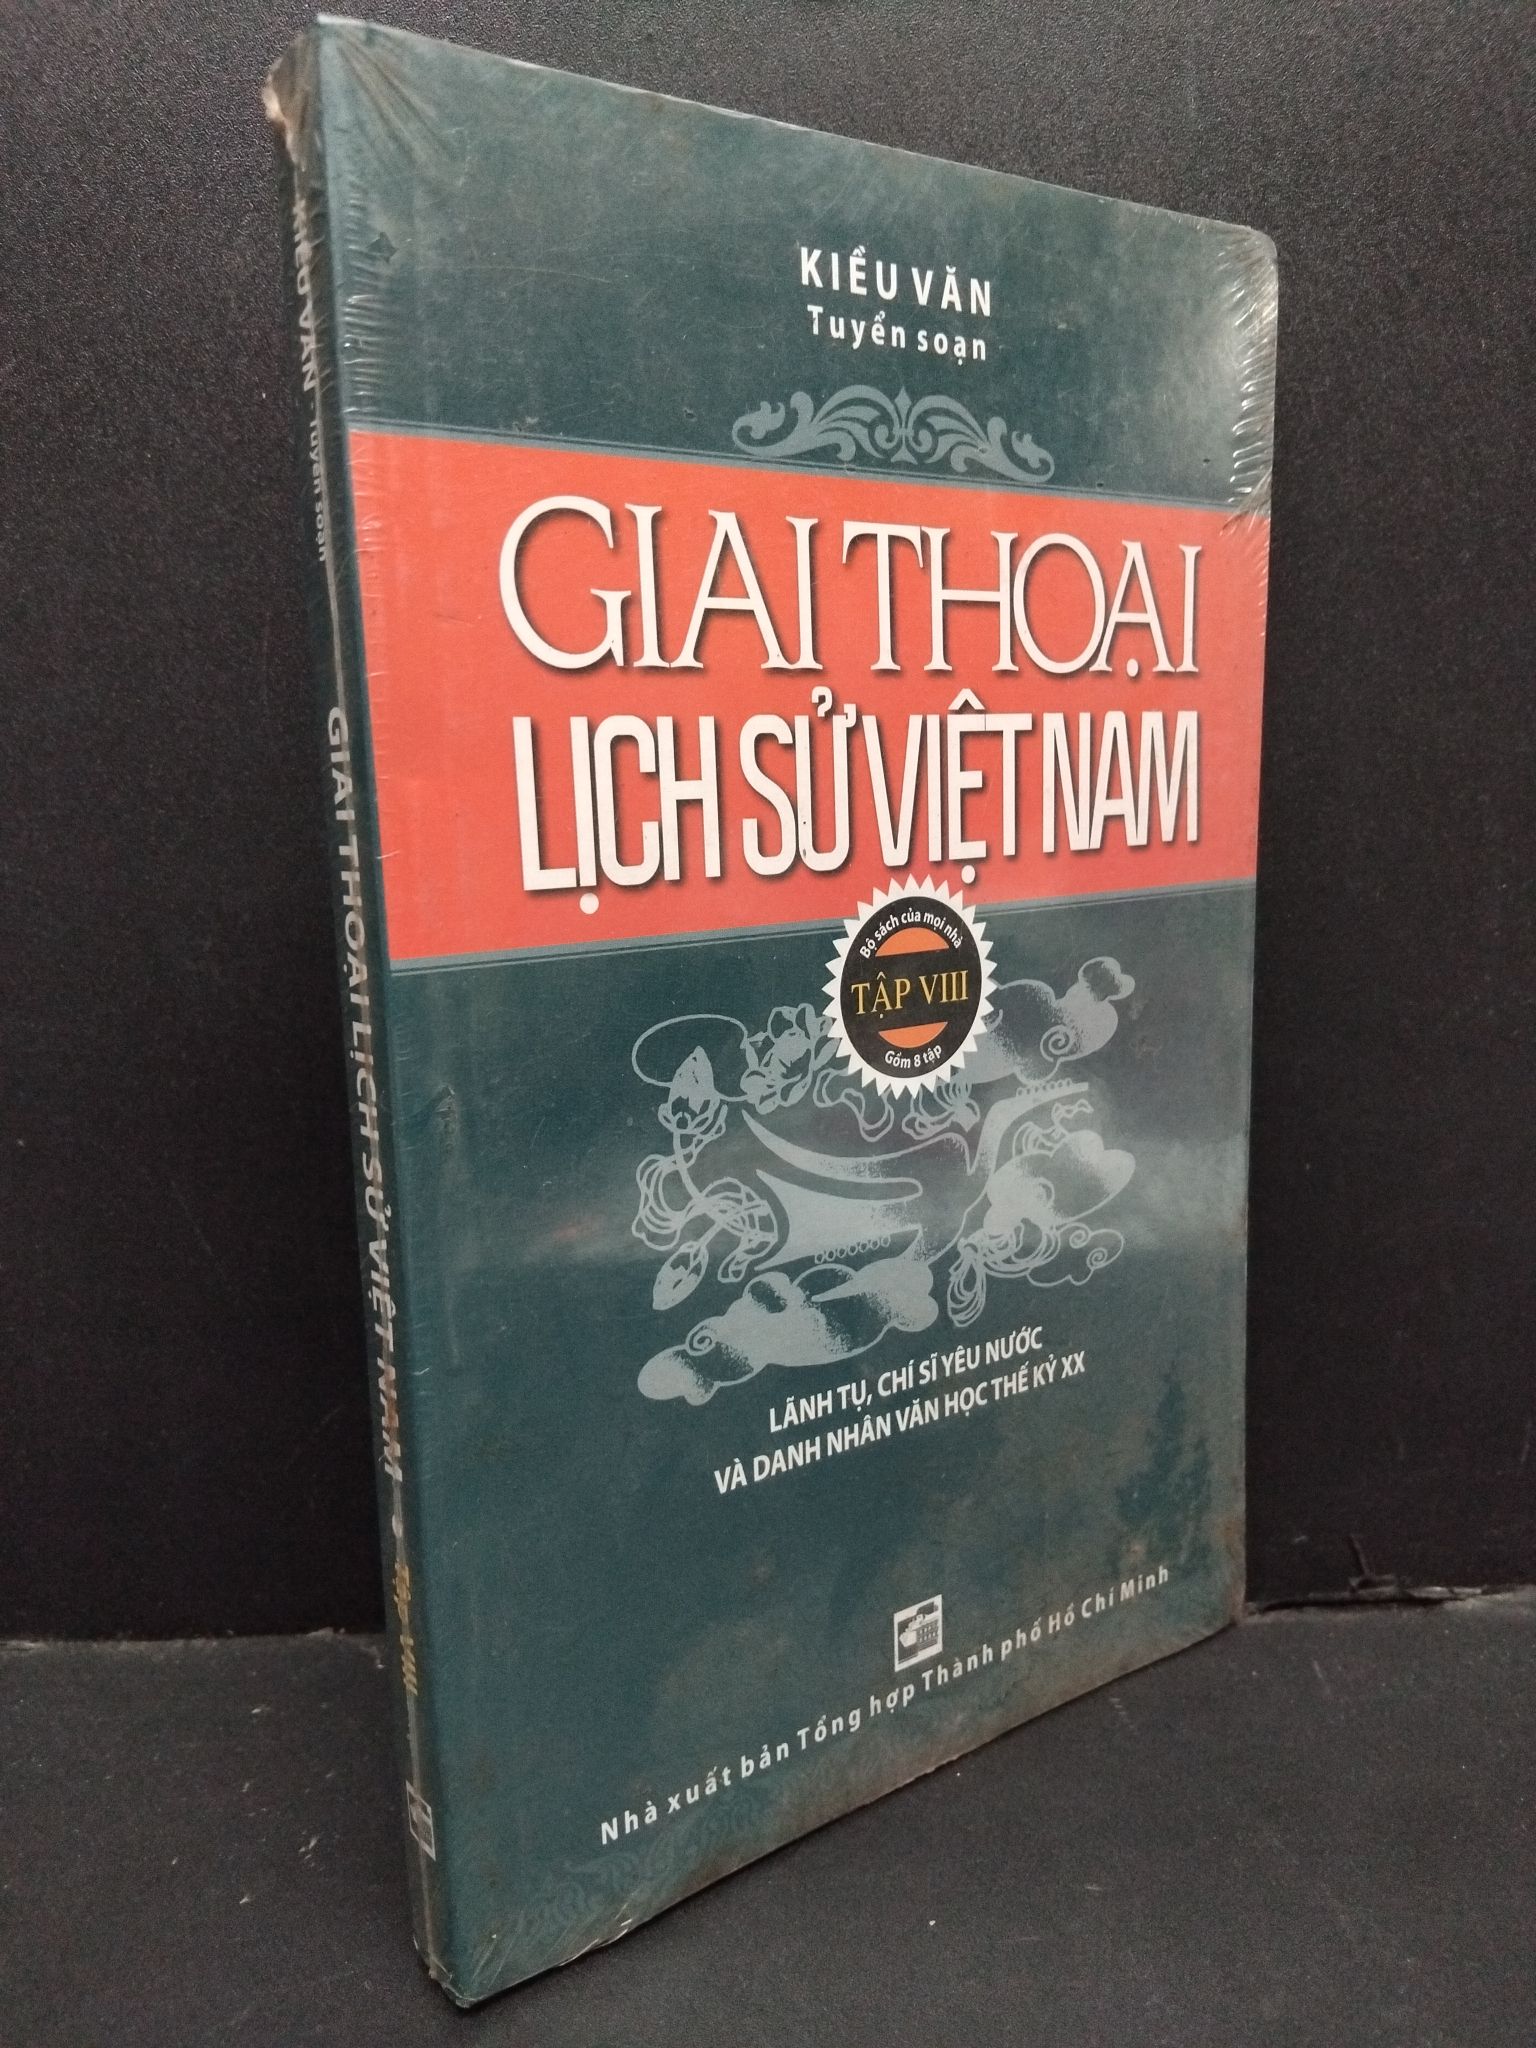 KIỀU VĂN
Tuyển soạn
GIAI THOẠI
LỊCH SỬ VIỆT NAM
Bộ sách của mọi nhà
TẬP VIII
Gồm 8 tập
LÃNH TỤ, CHÍ SĨ YÊU NƯỚC
VÀ DANH NHÂN VĂN HỌC THẾ KỶ XX
Nhà xuất bản Tổng hợp Thành phố Hồ Chí Minh
KIỀU VĂN - Tuyển soạn
GIAI THOẠI LỊCH SỬ VIỆT NAM
TẬP VIII